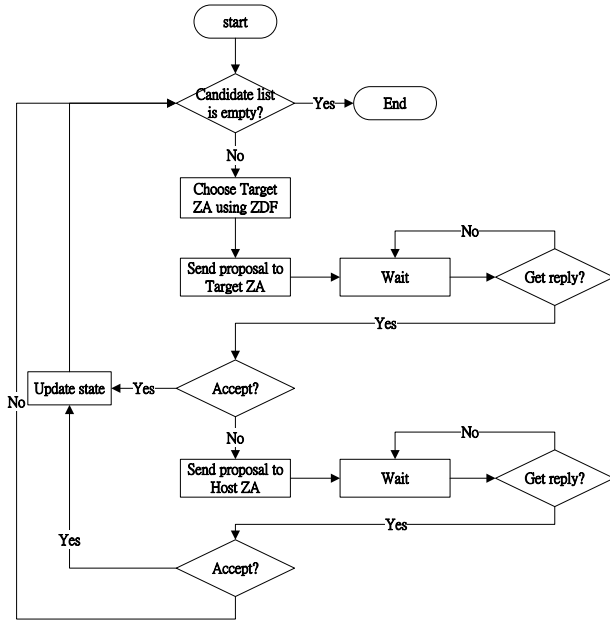 start
Candidate list
is empty?
Yes
End
No
Choose Target
ZA using ZDF
No
Send proposal to
Target ZA
Wait
Get reply?
Yes
Update state
Yes
Accept?
No
No
No
Send proposal to
Host ZA
Wait
Get reply?
Yes
Yes
Accept?